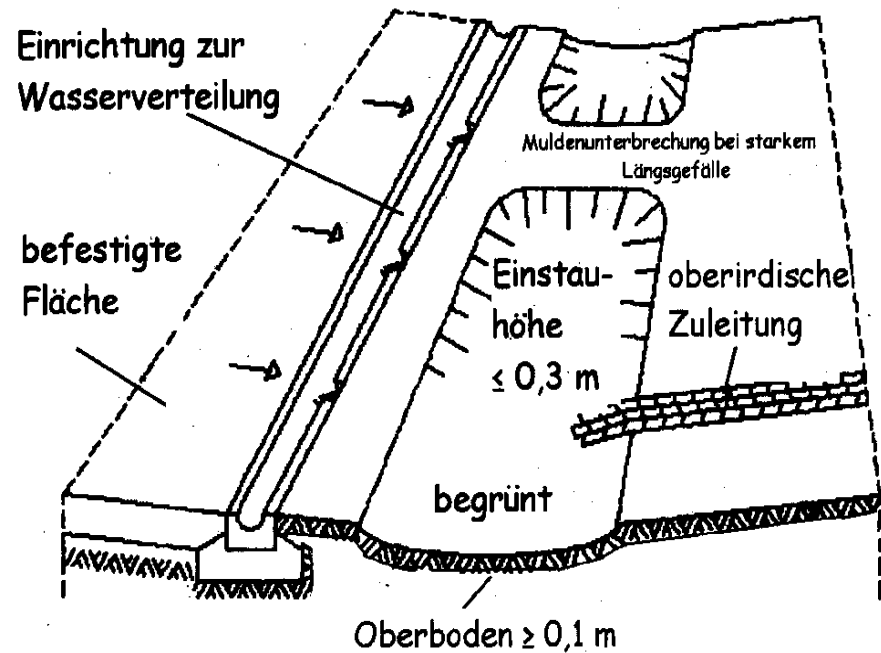 Einrichtung zur
Wasserverteilung
Muldenunterbrechung bei starkem
Längsgefälle
befestigte
Fläche
Einstau-
höhe
≤ 0,3 m
oberirdische
Zuleitung
begrünt
Oberboden ≥ 0,1 m